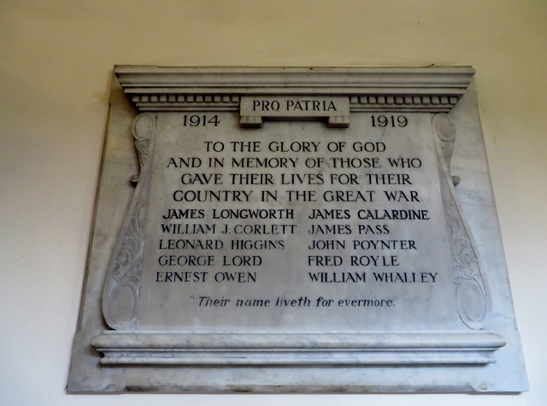 PRO PATRIA
1914 1919
TO THE GLORY OF GOD
AND IN MEMORY OF THOSE WHO
GAVE THEIR LIVES FOR THEIR
COUNTRY IN THE GREAT WAR
JAMES LONGWORTH JAMES CALARDINE
WILLIAM J. CORLETT JAMES PASS
LEONARD HIGGINS JOHN POYNTER
GEORGE LORD FRED ROYLE
ERNEST OWEN WILLIAM WHALLEY
"Their name liveth for evermore."